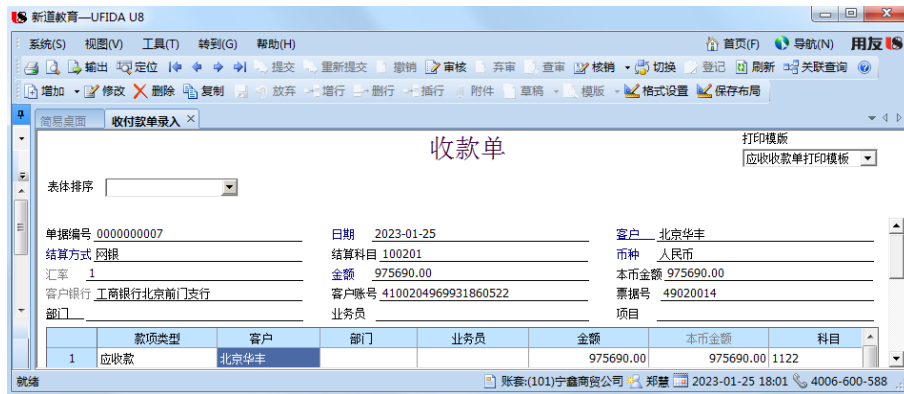 新道教育—UFIDA U8
系统(S) 视图(V) 工具(T) 转到(G) 帮助(H) 首页(F) 导航(N) 用友
输出 定位 提交 重新提交 撤销 审核 弃审 查审 核销 切换 登记 刷新 关联查询
增加 修改 删除 复制 放弃 增行 删行 插行 附件 草稿 模版 格式设置 保存布局
简易桌面 收付款单录入
打印模版
收款单
应收收款单打印模板
表体排序
单据编号 0000000007 日期 2023-01-25 客户 北京华丰
结算方式 网银 结算科目 100201 币种 人民币
汇率 1 金额 975690.00 本币金额 975690.00
客户银行 工商银行北京前门支行 客户账号 4100204969931860522 票据号 49020014
部门 业务员 项目
款项类型 客户 部门 业务员 金额 本币金额 科目
1 应收款 北京华丰 975690.00 975690.00 1122
就绪 账套:(101)宁鑫商贸公司 郑慧 2023-01-25 18:01 4006-600-588